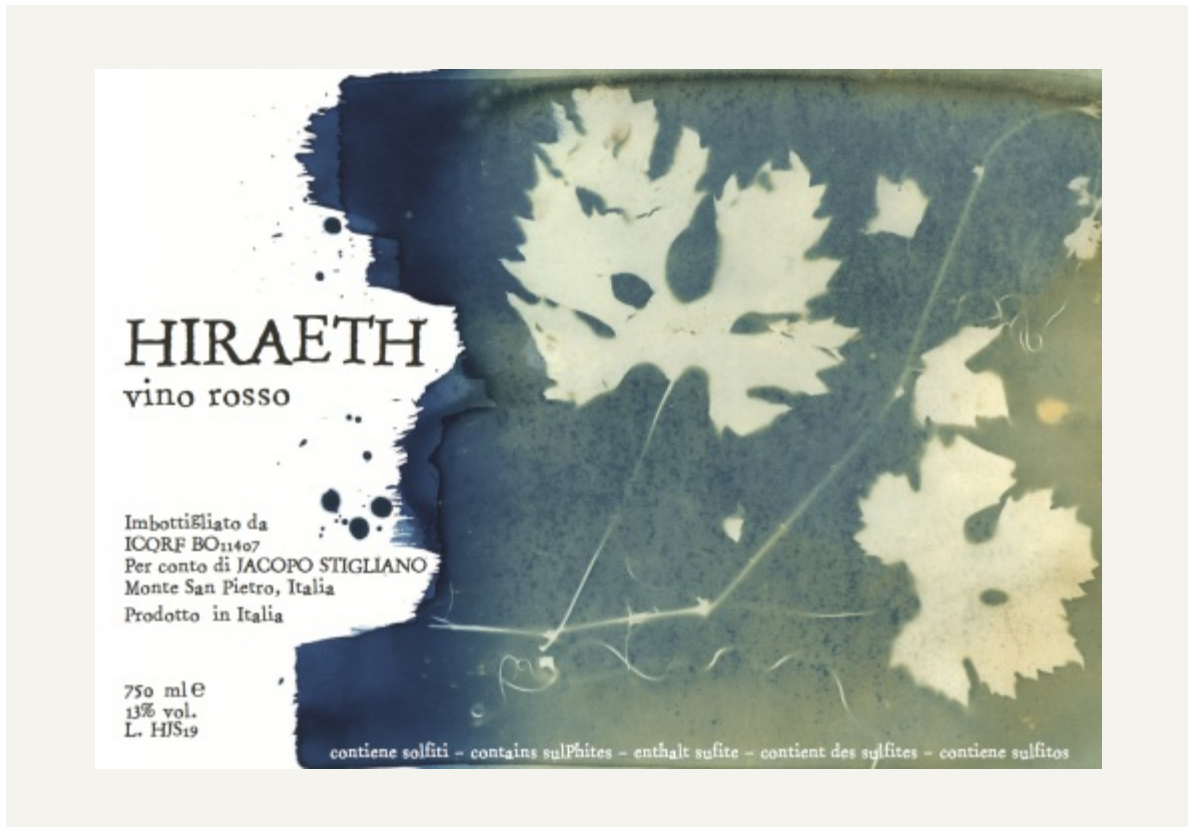 HIRAETH
vino rosso
Imbottigliato da
ICQRF BO11407
Per conto di JACOPO STIGLIANO
Monte San Pietro, Italia
Prodotto in Italia
750 ml e
13% vol.
L. HJS19
contiene solfiti – contains sulPhites – enthalt sufite – contient des sulfites – contiene sulfitos